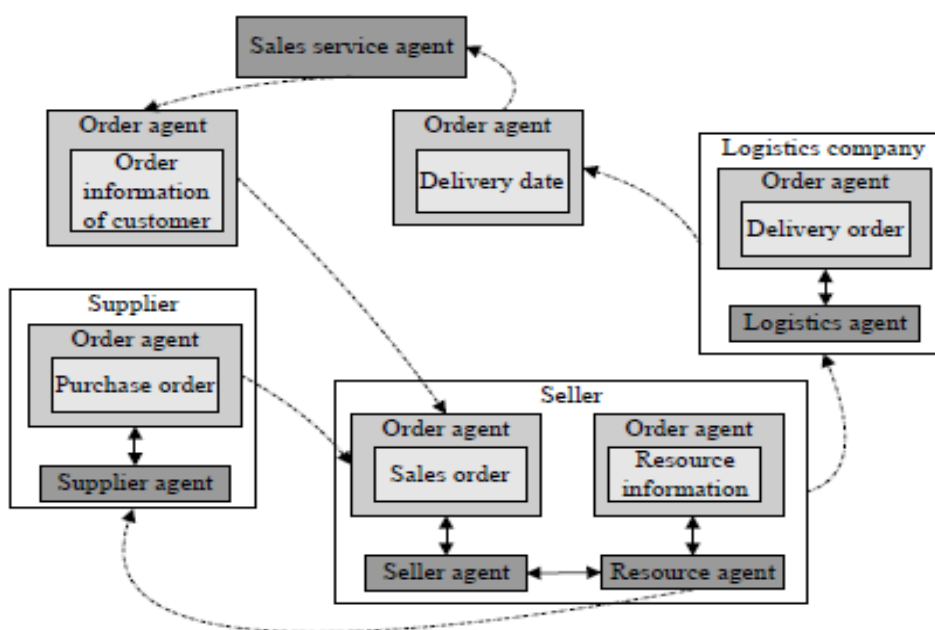 Sales service agent
Order agent
Order
information
of customer
Order agent
Delivery date
Logistics company
Order agent
Delivery order
Logistics agent
Supplier
Order agent
Purchase order
Supplier agent
Seller
Order agent
Sales order
Order agent
Resource
information
Seller agent
Resource agent